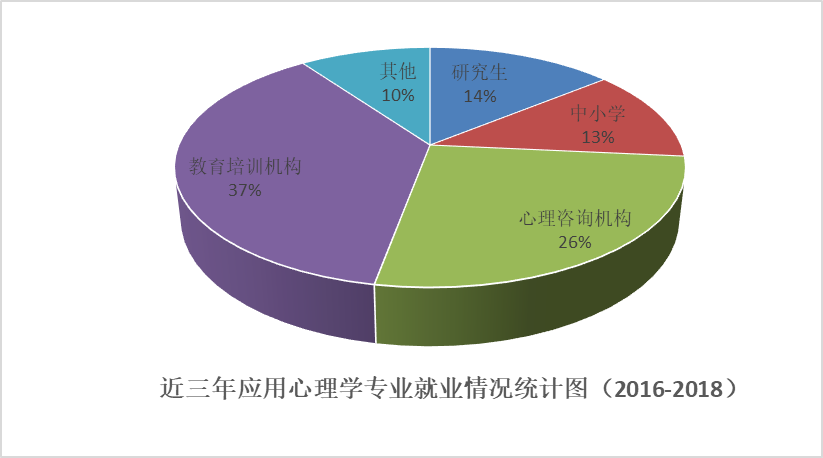 其他
10%
研究生
14%
中小学
13%
教育培训机构
37%
心理咨询机构
26%
近三年应用心理学专业就业情况统计图（2016-2018）